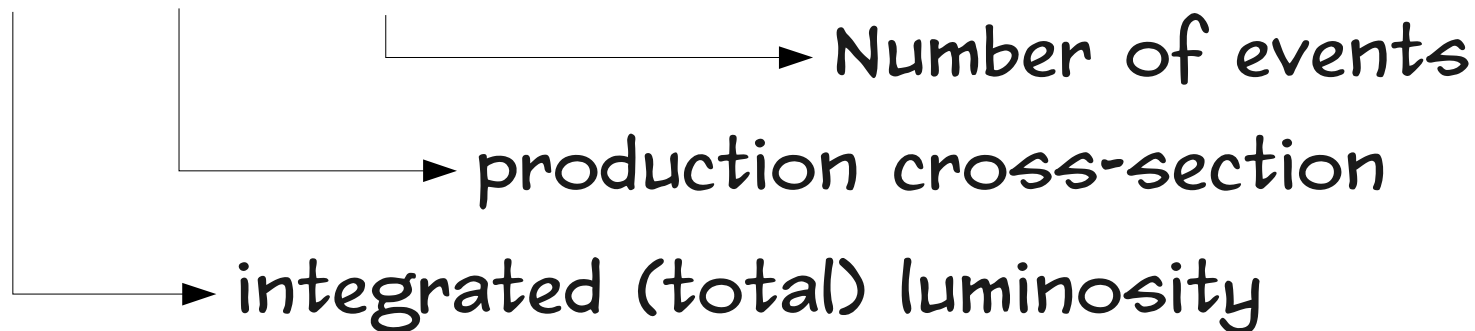 Number of events
production cross-section
integrated (total) luminosity